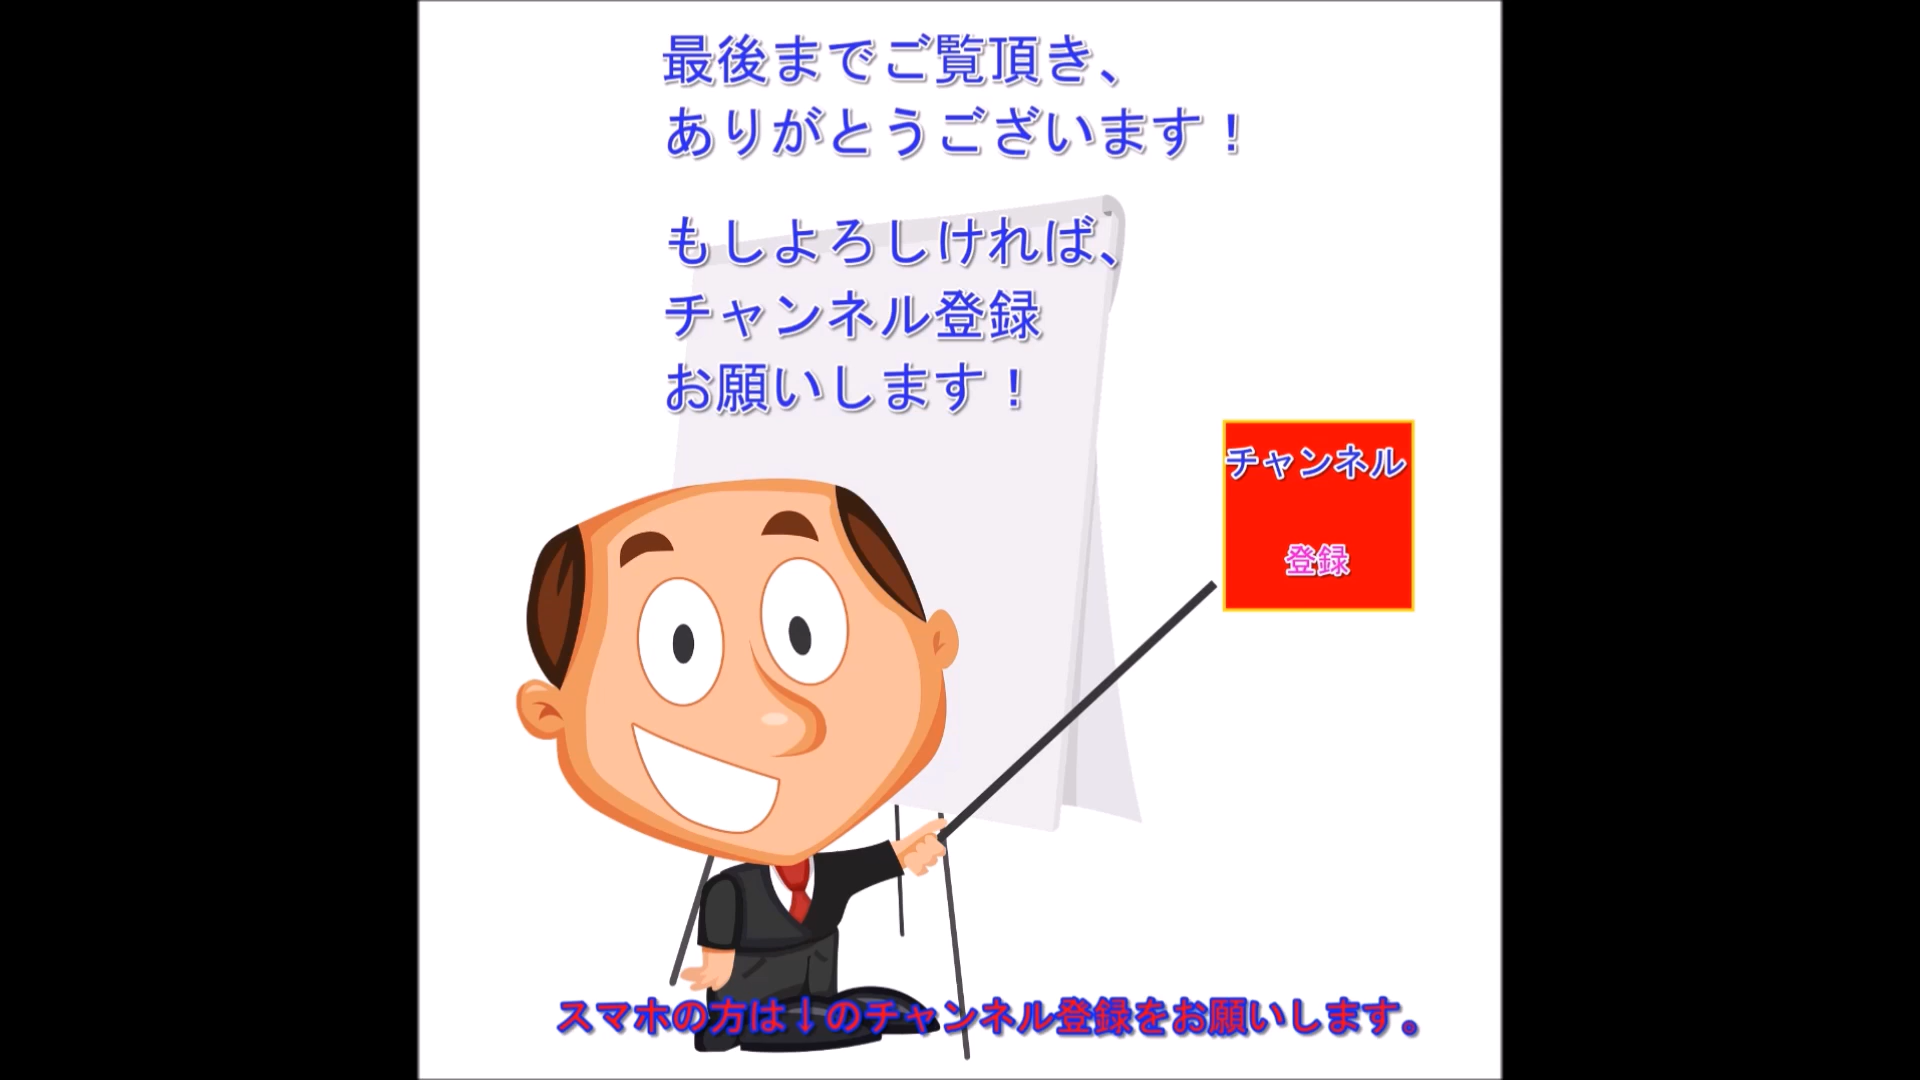 最後までご覧頂き、
ありがとうございます！
もしよろしければ、
チャンネル登録
お願いします！
チャンネル
登録
スマホの方は↓のチャンネル登録をお願いします。